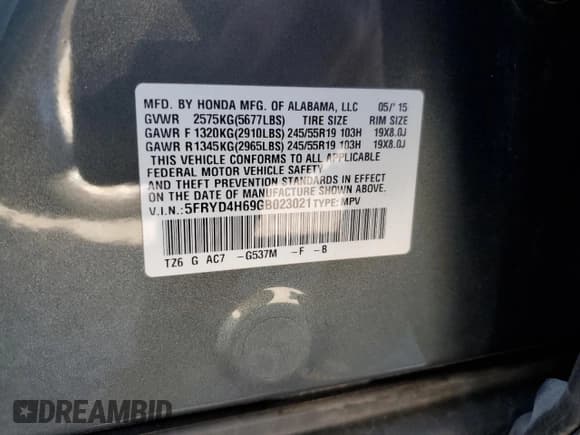 MFD. BY HONDA MFG. OF ALABAMA, LLC 05/'15
GVWR 2575KG(5677LBS) TIRE SIZE RIM SIZE
GAWR F 1320KG(2910LBS) 245/55R19 103H 19X8.0J
GAWR R 1345KG(2965LBS) 245/55R19 103H 19X8.0J
THIS VEHICLE CONFORMS TO ALL APPLICABLE
FEDERAL MOTOR VEHICLE SAFETY
AND THEFT PREVENTION STANDARDS IN EFFECT
ON THE DATE OF MANUFACTURE SHOWN ABOVE.
V.I.N.:5FRYD4H69GB023021 TYPE: MPV
TZ6 G AC7 -G537M -F -B
DREAMBID